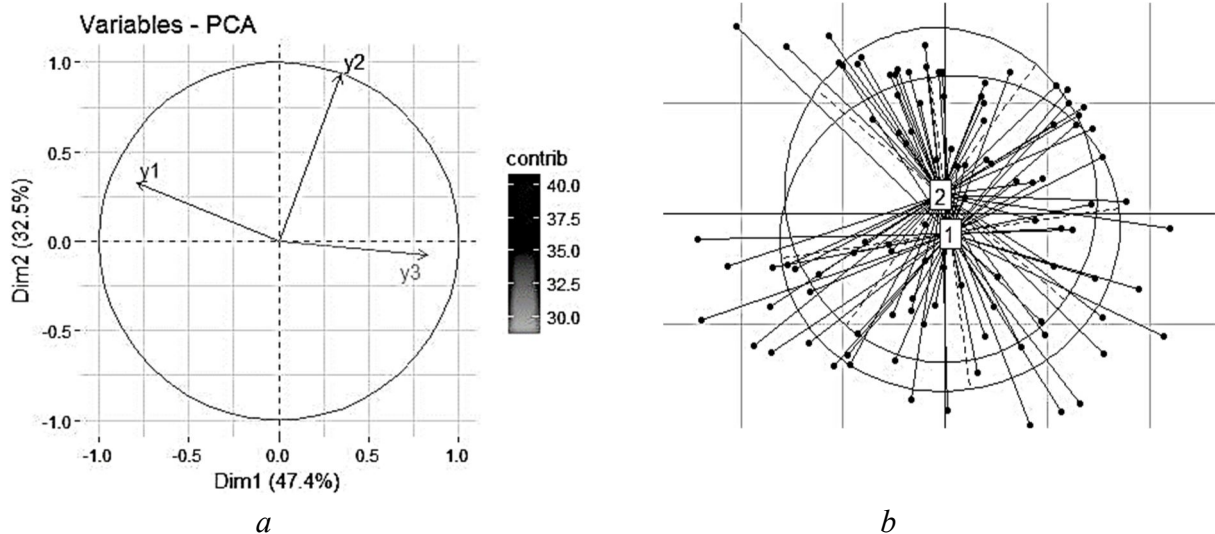 Variables - PCA
1.0
0.5
0.0
-0.5
-1.0
Dim2 (32.5%)
y1
y2
y3
-1.0 -0.5 0.0 0.5 1.0
Dim1 (47.4%)
contrib
40.0
37.5
35.0
32.5
30.0
a
2
1
b